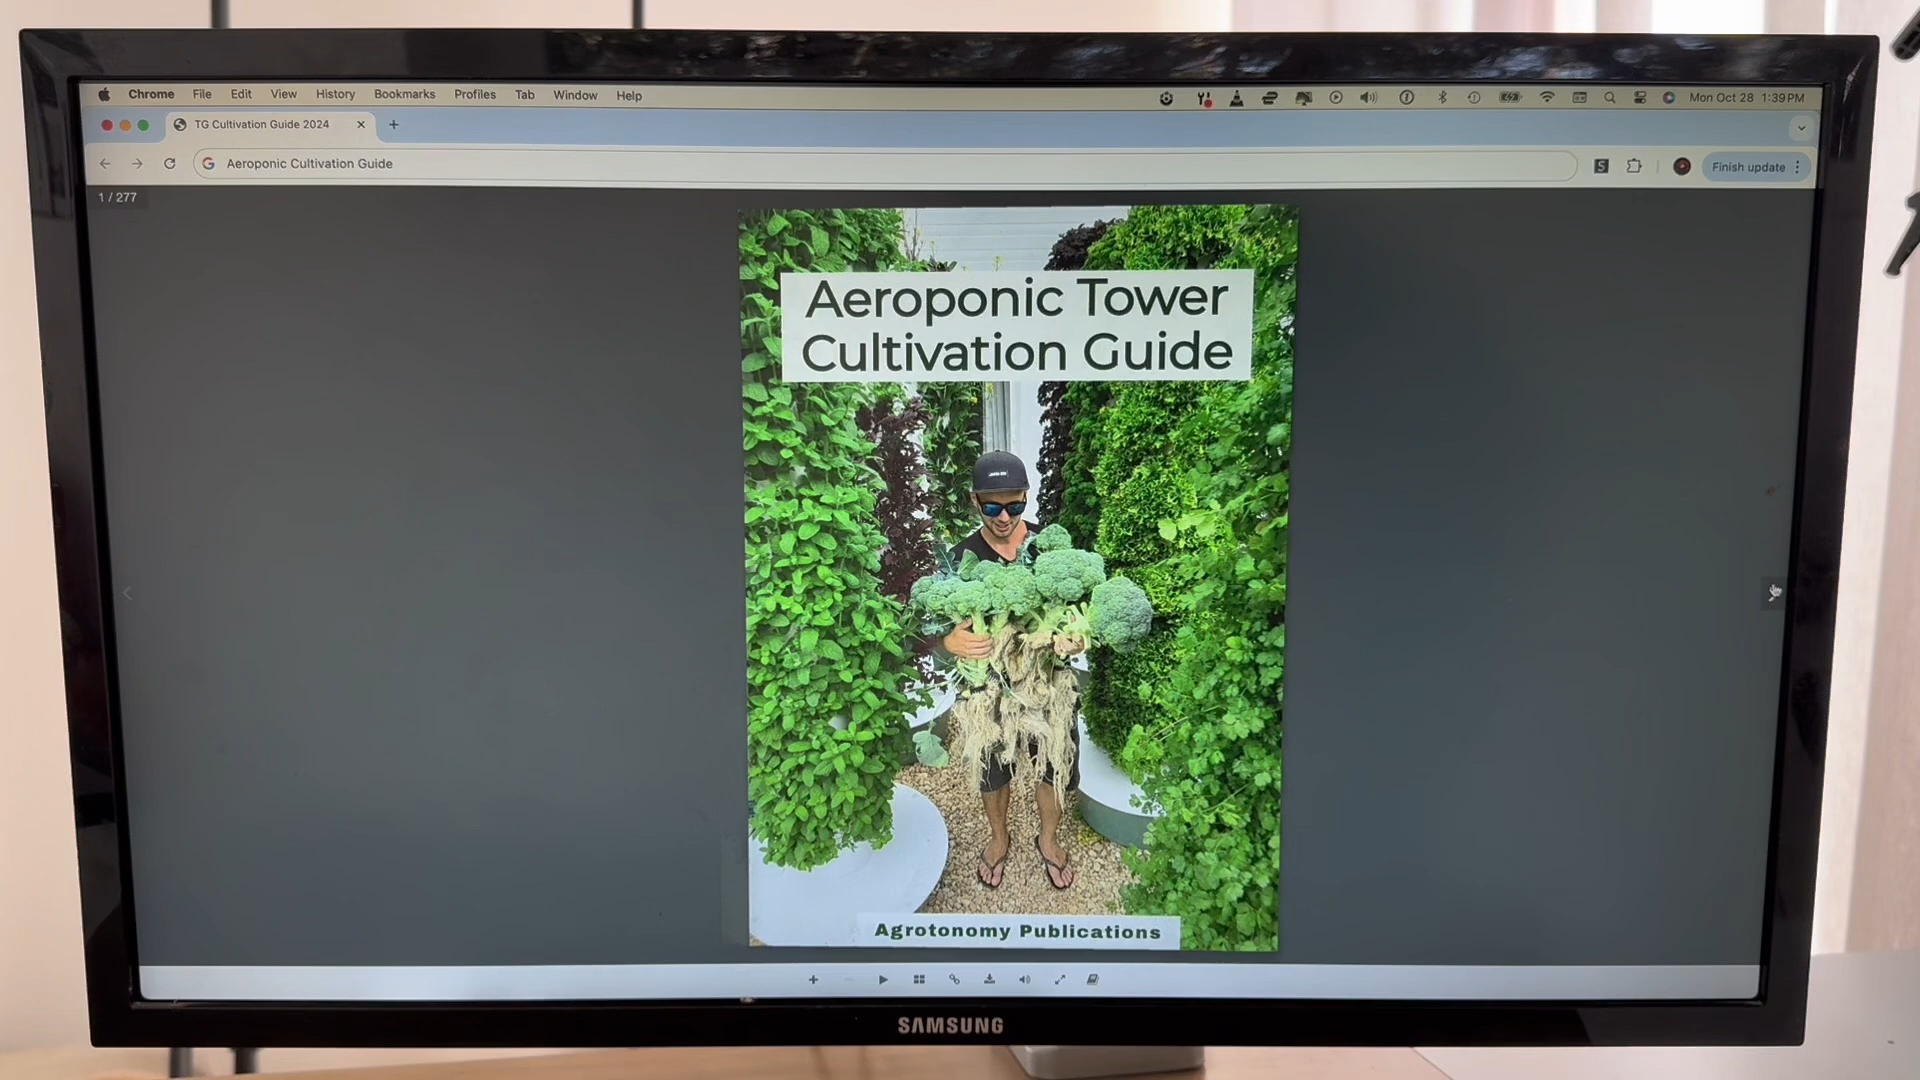 Chrome File Edit View History Bookmarks Profiles Tab Window Help Mon Oct 28 1:39 PM
TG Cultivation Guide 2024
Aeroponic Cultivation Guide Finish update
1 / 277
Aeroponic Tower
Cultivation Guide
Agrotonomy Publications
SAMSUNG